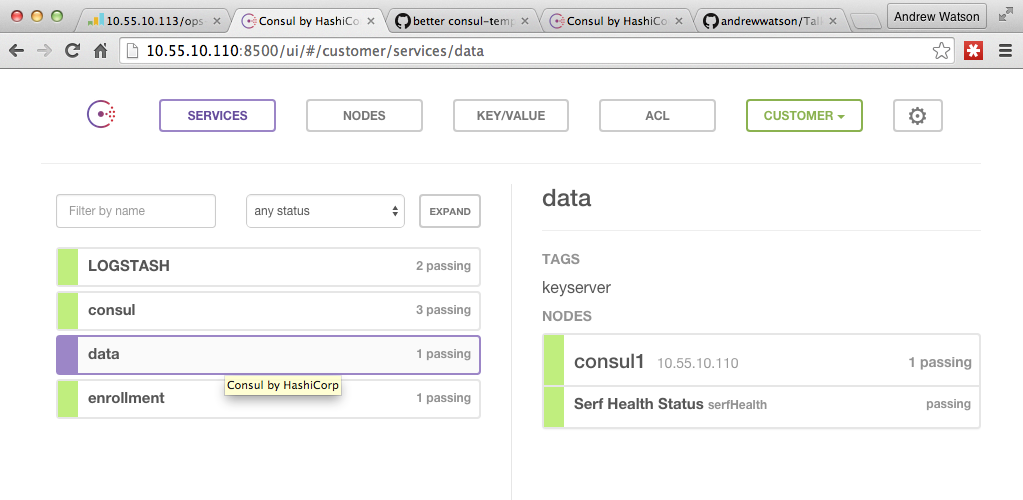 10.55.10.113/ops
Consul by HashiCo
better consul-temp
Consul by HashiCo
andrewwatson/Talk
Andrew Watson
10.55.10.110:8500/ui/#/customer/services/data
SERVICES
NODES
KEY/VALUE
ACL
CUSTOMER
Filter by name
any status
EXPAND
LOGSTASH 2 passing
consul 3 passing
data 1 passing
enrollment 1 passing
Consul by HashiCorp
data
TAGS
keyserver
NODES
consul1 10.55.10.110 1 passing
Serf Health Status serfHealth passing